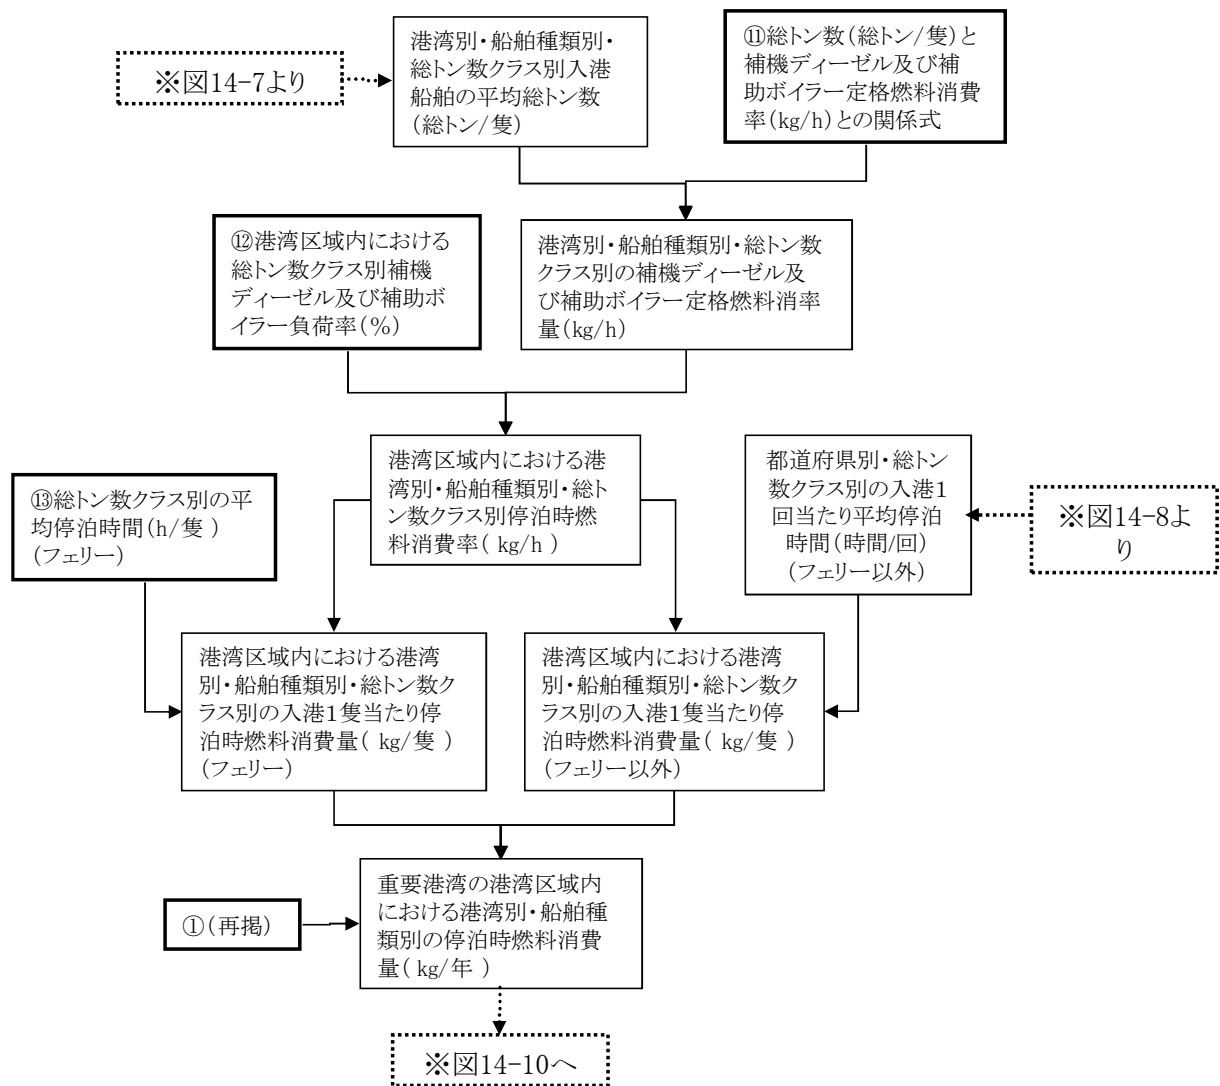 ※図14-7より
港湾別・船舶種類別・
総トン数クラス別入港
船舶の平均総トン数
(総トン/隻)
⑪総トン数(総トン/隻)と
補機ディーゼル及び補
助ボイラー定格燃料消費
率(kg/h)との関係式
⑫港湾区域内における
総トン数クラス別補機
ディーゼル及び補助ボ
イラー負荷率(%)
港湾別・船舶種類別・総トン数
クラス別の補機ディーゼル及
び補助ボイラー定格燃料消率
量(kg/h)
⑬総トン数クラス別の平
均停泊時間(h/隻 )
(フェリー)
港湾区域内における港
湾別・船舶種類別・総ト
ン数クラス別停泊時燃
料消費率( kg/h )
都道府県別・総トン
数クラス別の入港1
回当たり平均停泊
時間(時間/回)
(フェリー以外)
※図14-8よ
り
港湾区域内における港湾
別・船舶種類別・総トン数ク
ラス別の入港1隻当たり停
泊時燃料消費量( kg/隻 )
(フェリー)
港湾区域内における港湾
別・船舶種類別・総トン数ク
ラス別の入港1隻当たり停
泊時燃料消費量( kg/隻 )
(フェリー以外)
①(再掲)
重要港湾の港湾区域内
における港湾別・船舶種
類別の停泊時燃料消費
量( kg/年 )
※図14-10へ